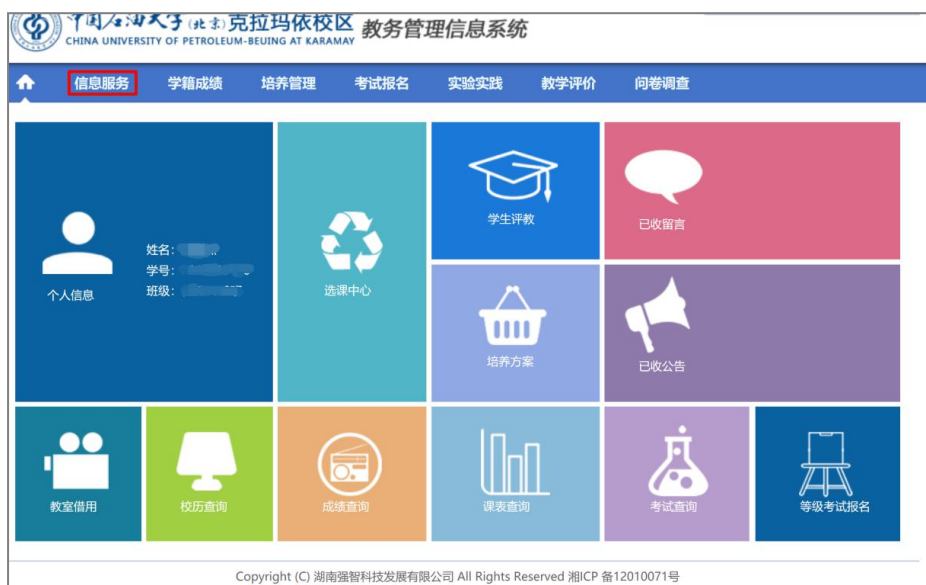 中国石油大学(北京)克拉玛依校区 教务管理信息系统
CHINA UNIVERSITY OF PETROLEUM-BEIJING AT KARAMAY
信息服务 学籍成绩 培养管理 考试报名 实验实践 教学评价 问卷调查
学生评教
已收留言
姓名:
学号:
班级:
个人信息
选课中心
培养方案
已收公告
教室借用
校历查询
成绩查询
课表查询
考试查询
等级考试报名
Copyright (C) 湖南强智科技发展有限公司 All Rights Reserved 湘ICP 备12010071号